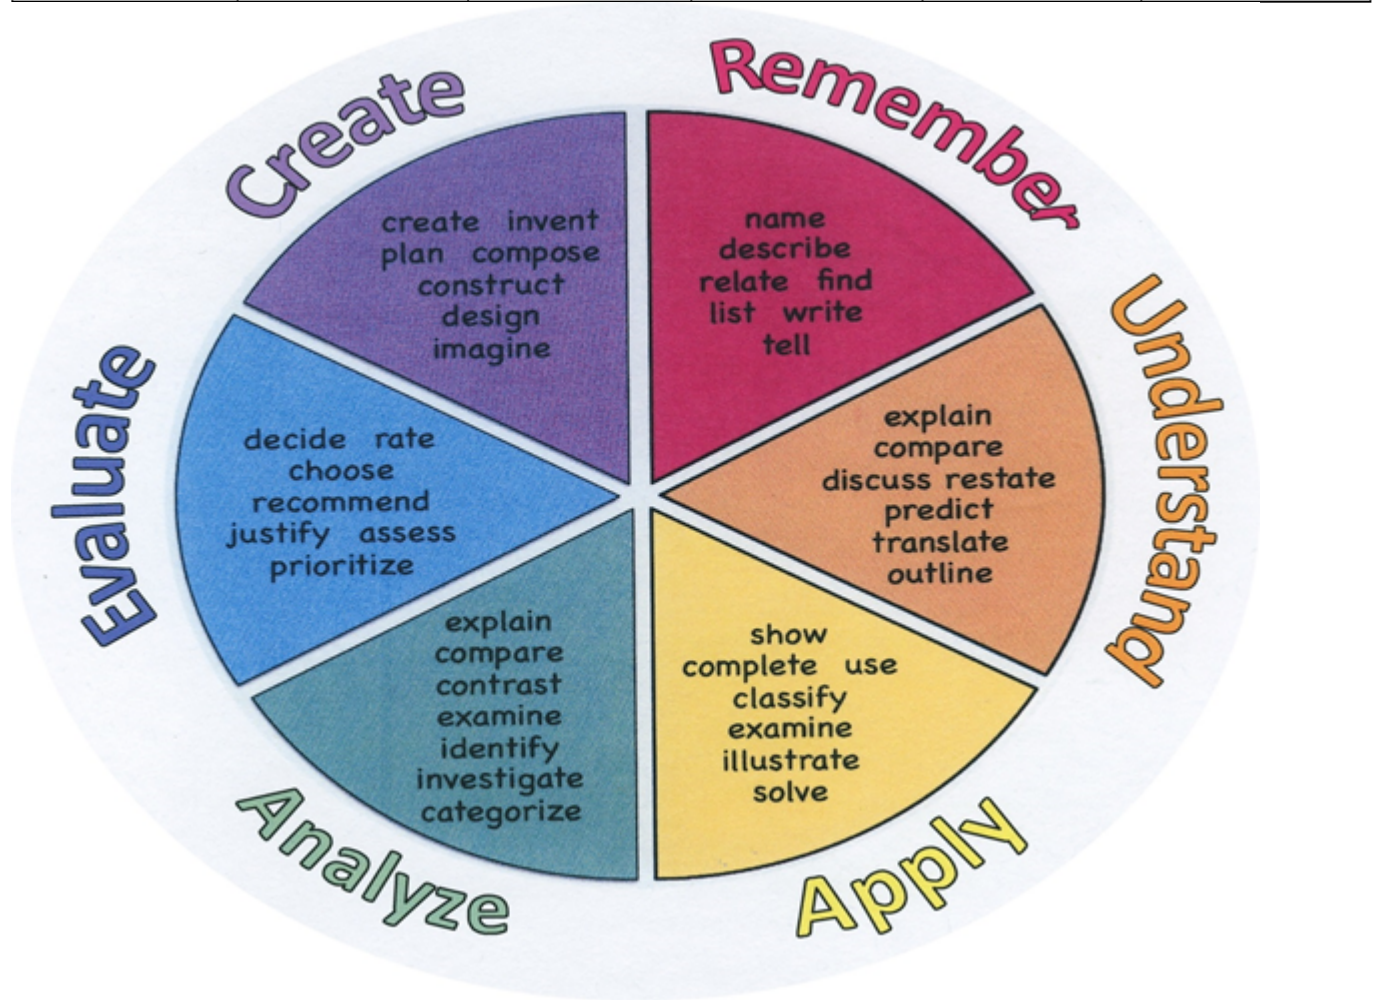 Remember
name
describe
relate find
list write
tell
Understand
explain
compare
discuss restate
predict
translate
outline
Apply
show
complete use
classify
examine
illustrate
solve
Analyze
explain
compare
contrast
examine
identify
investigate
categorize
Evaluate
decide rate
choose
recommend
justify assess
prioritize
Create
create invent
plan compose
construct
design
imagine